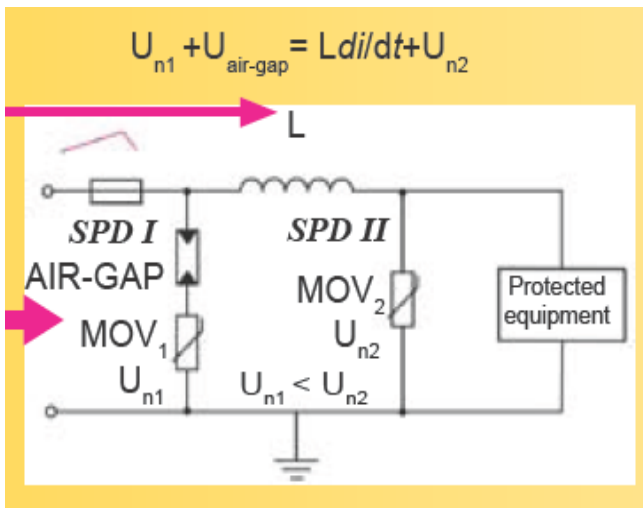 Un1 +Uair-gap= Ldi/dt+Un2
L
SPD I
SPD II
AIR-GAP
MOV1
Un1
MOV2
Un2
Un1 < Un2
Protected
equipment